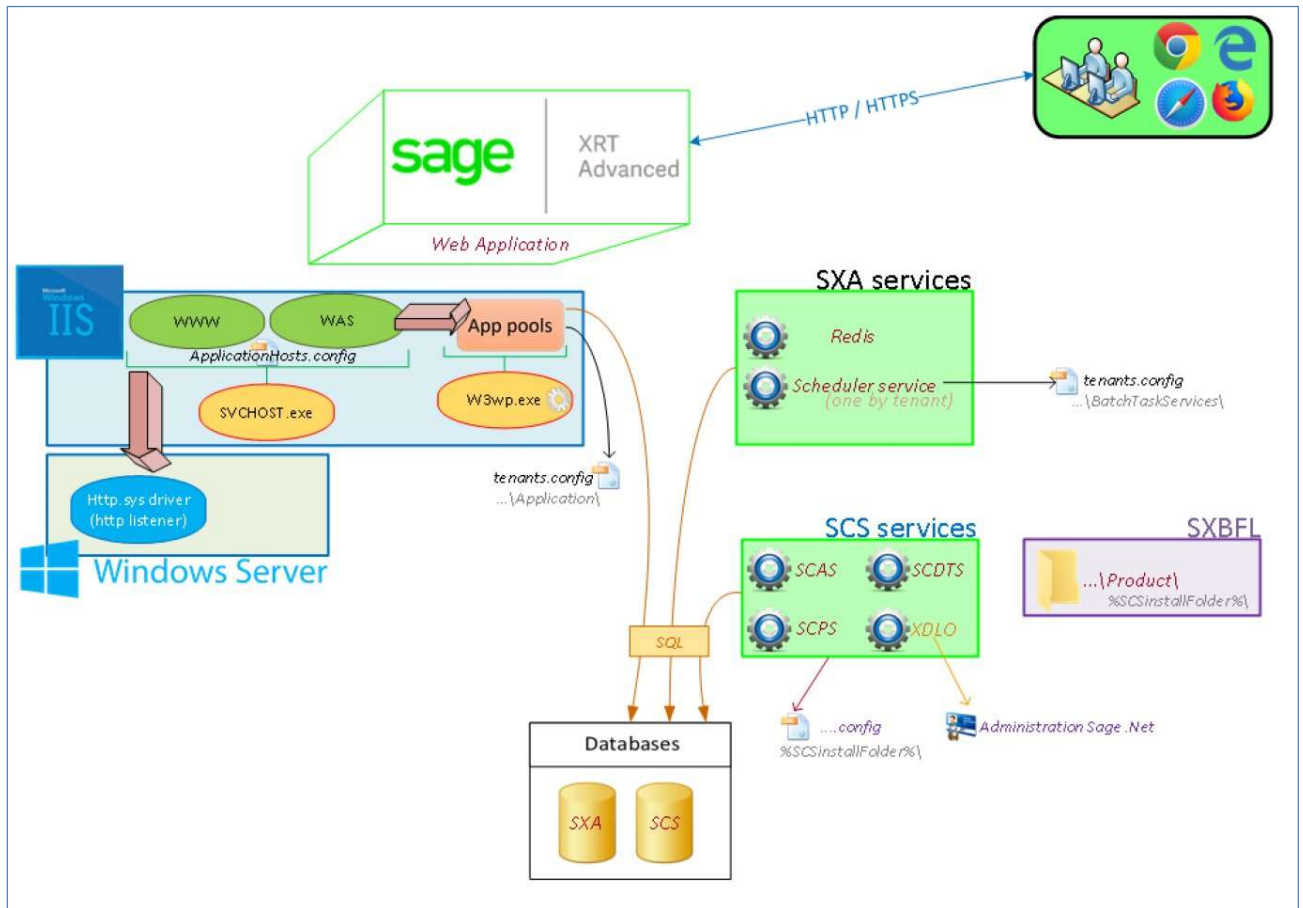 HTTP / HTTPS
sage
XRT
Advanced
Web Application
Microsoft
Windows
IIS
WWW
WAS
App pools
ApplicationHosts.config
SVCHOST.exe
W3wp.exe
tenants.config
...\Application\
Http.sys driver
(http listener)
Windows Server
SXA services
Redis
Scheduler service
(one by tenant)
tenants.config
...\BatchTaskServices\
SCS services
SCAS
SCDTS
SCPS
XDLO
SXBFL
...\Product\
%SCSinstallFolder%\
SQL
....config
%SCSinstallFolder%\
Administration Sage .Net
Databases
SXA
SCS